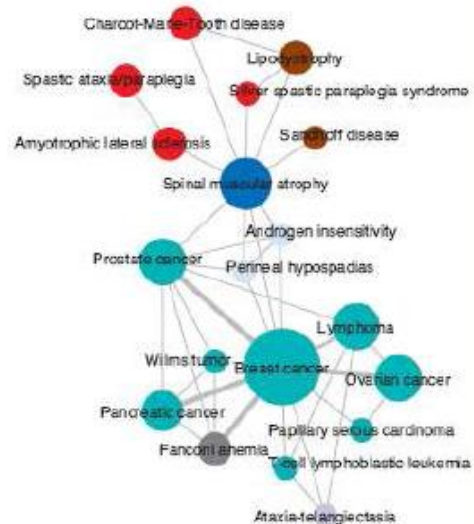 Charcot-Marie-Tooth disease
Lipodystrophy
Spastic ataxia/paraplegia
Silver spastic paraplegia syndrome
Amyotrophic lateral sclerosis
Sandhoff disease
Spinal muscular atrophy
Androgen insensitivity
Prostate cancer
Perineal hypospadias
Lymphoma
Wilms tumor
Breast cancer
Ovarian cancer
Pancreatic cancer
Papillary serous carcinoma
Fanconi anemia
T-cell lymphoblastic leukemia
Ataxia-telangiectasia